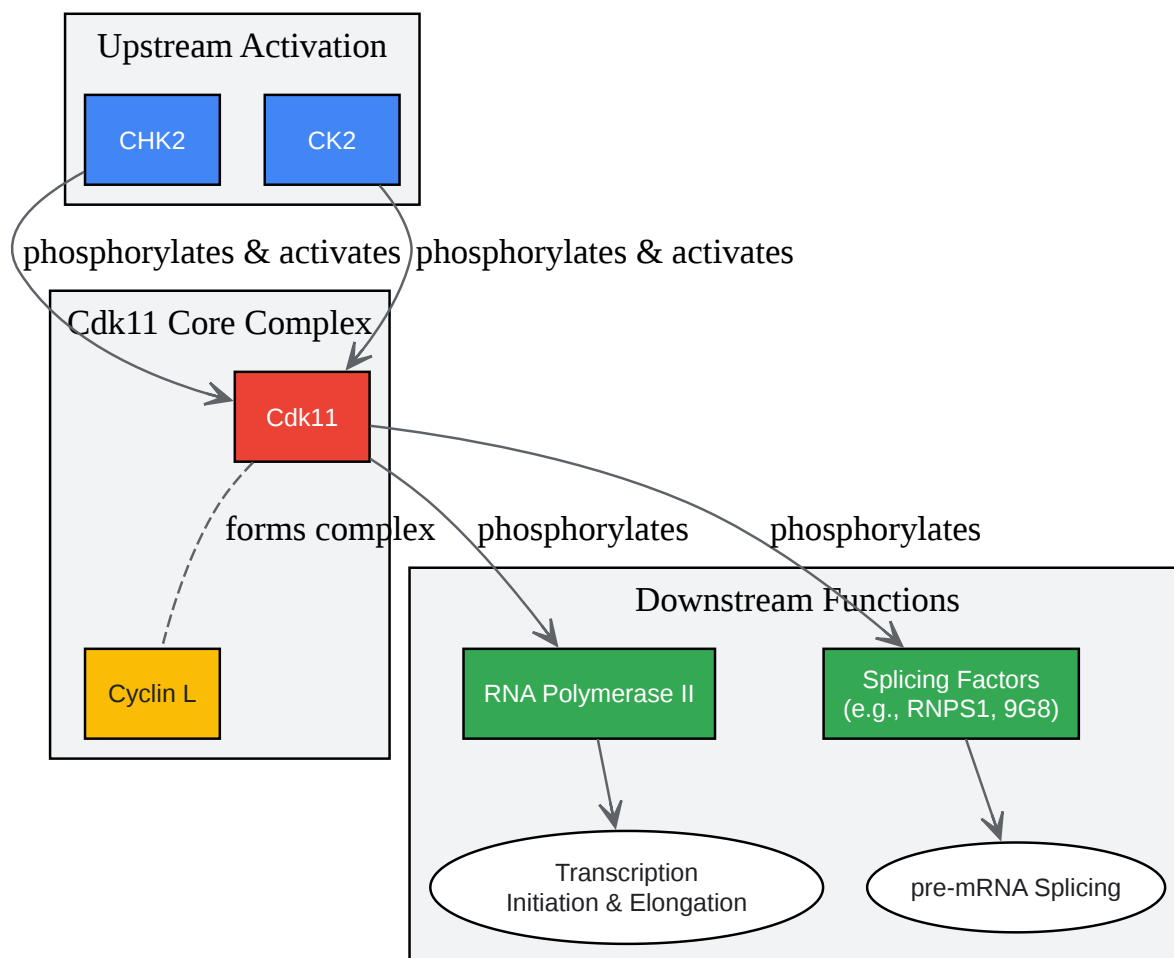 Upstream Activation
CHK2
CK2
phosphorylates & activates
phosphorylates & activates
Cdk11 Core Complex
Cdk11
forms complex
phosphorylates
phosphorylates
Downstream Functions
Cyclin L
RNA Polymerase II
Splicing Factors
(e.g., RNPS1, 9G8)
Transcription
Initiation & Elongation
pre-mRNA Splicing